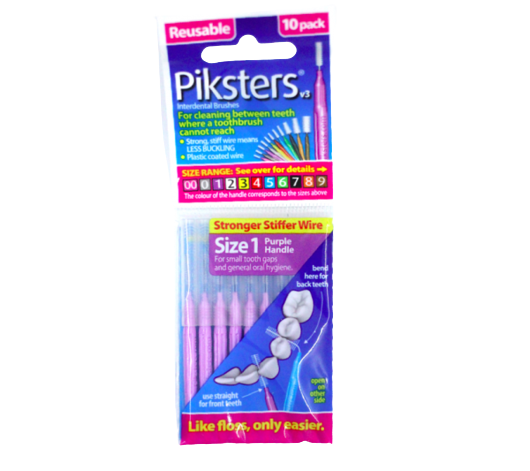 Reusable
10 pack
Piksters® v3
Interdental Brushes
For cleaning between teeth
where a toothbrush
cannot reach
• Strong, stiff wire means
LESS BUCKLING
• Plastic coated wire
SIZE RANGE: See over for details →
00 0 1 2 3 4 5 6 7 8 9
The colour of the handle corresponds to the sizes above
Stronger Stiffer Wire
Size 1 Purple
Handle
For small tooth gaps
and general oral hygiene.
bend
here for
back teeth
use straight
for front teeth
open
on
other
side
Like floss, only easier.